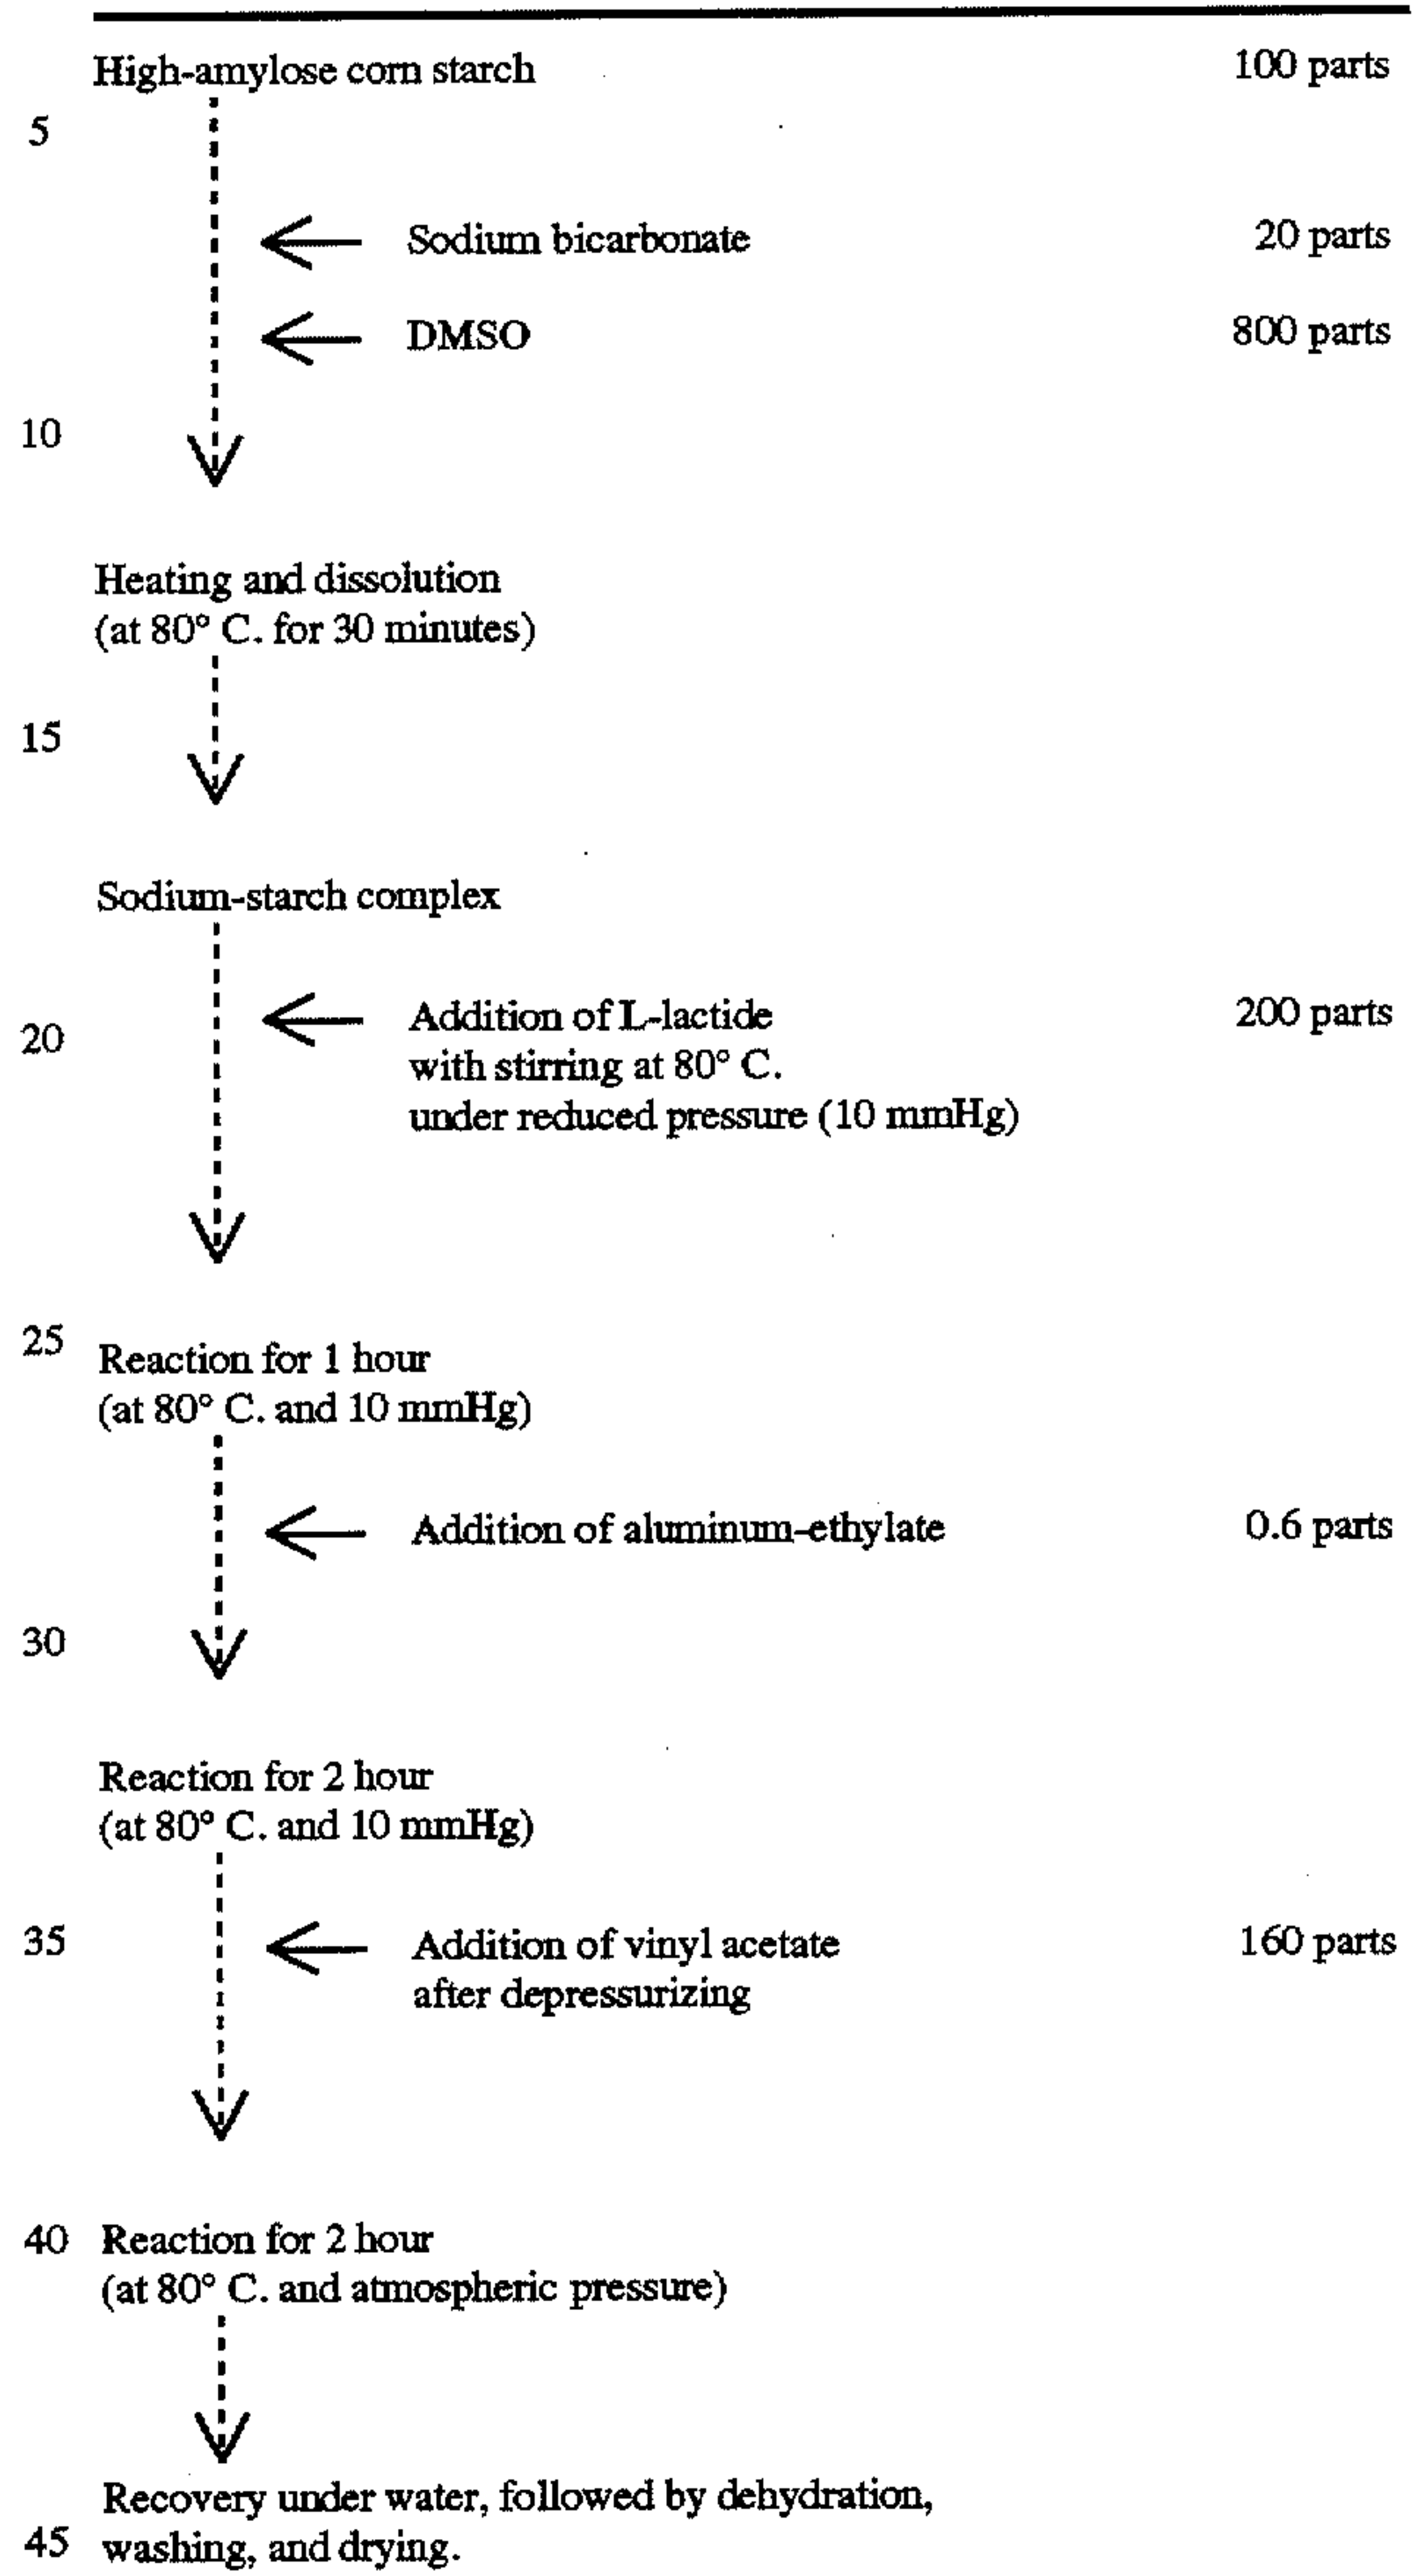 High-amylose corn starch 100 parts
5
Sodium bicarbonate 20 parts
DMSO 800 parts
10
Heating and dissolution
(at 80° C. for 30 minutes)
15
Sodium-starch complex
Addition of L-lactide 200 parts
20
with stirring at 80° C.
under reduced pressure (10 mmHg)
25
Reaction for 1 hour
(at 80° C. and 10 mmHg)
Addition of aluminum-ethylate 0.6 parts
30
Reaction for 2 hour
(at 80° C. and 10 mmHg)
35 Addition of vinyl acetate 160 parts
after depressurizing
40 Reaction for 2 hour
(at 80° C. and atmospheric pressure)
Recovery under water, followed by dehydration,
45 washing, and drying.